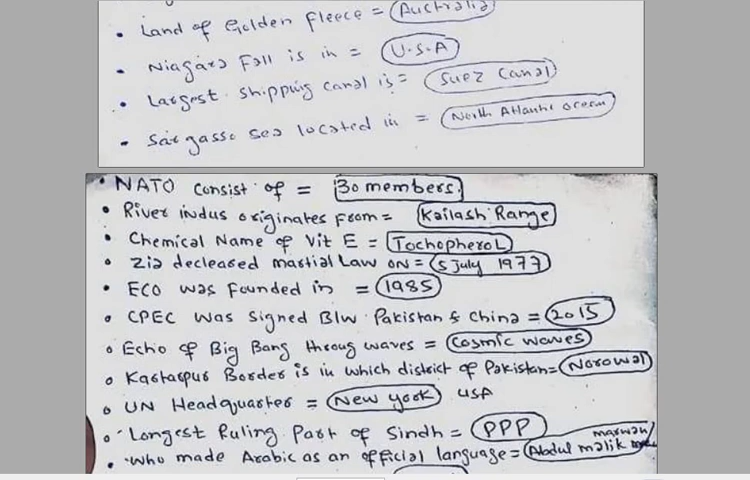 • Land of Golden fleece = Australia
• Niagara Fall is in = U.S.A
• Largest shipping canal is = Suez Canal
• Sargasso sea located in = North Atlantic ocean
• NATO consist of = 30 members.
• River indus originates from = Kailash Range
• Chemical Name of Vit E = TochopheroL
• Zia decleared martial Law on = 5 july 1977
• ECO was founded in = 1985
• CPEC was signed B/w Pakistan & China = 2015
• Echo of Big Bang throug waves = Cosmic waves
• Kartarpur Border is in which district of Pakistan = Norowal
• UN Headquarter = New york USA
• Longest Ruling Part of Sindh = PPP
• Who made Arabic as an official language = Abdul malik marwan